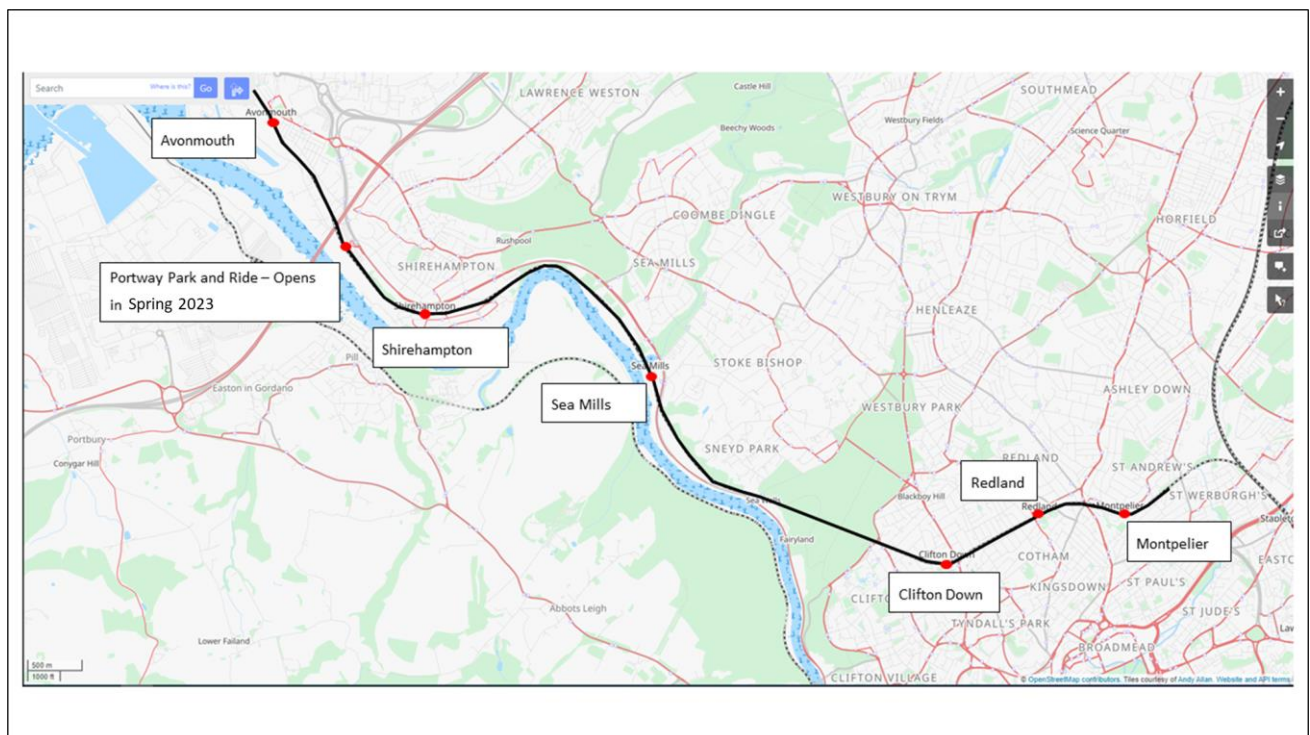 Search
Where is this?
Go
Avonmouth
Avonmouth
LAWRENCE WESTON
Castle Hill
SOUTHMEAD
Beechy Woods
Westbury Fields
Science Quarter
WESTBURY ON TRYM
COOMBE DINGLE
HORFIELD
Rushpool
SHIREHAMPTON
SEA MILLS
Portway Park and Ride – Opens
in Spring 2023
Shirehampton
Shirehampton
HENLEAZE
Pill
Easton in Gordano
Sea Mills
STOKE BISHOP
Sea Mills
ASHLEY DOWN
WESTBURY PARK
Portbury
Conygar Hill
SNEYD PARK
REDLAND
ST ANDREW'S
Redland
Blackboy Hill
ST WERBURGH'S
Redland
Montpelier
Montpelier
Fairyland
Clifton Down
COTHAM
Clifton Down
KINGSDOWN
ST PAUL'S
Abbots Leigh
TYNDALL'S PARK
ST JUDE'S
Lower Failand
BROADMEAD
CLIFTON VILLAGE
500 m
1000 ft
© OpenStreetMap contributors. Tiles courtesy of Andy Allan. Website and API terms